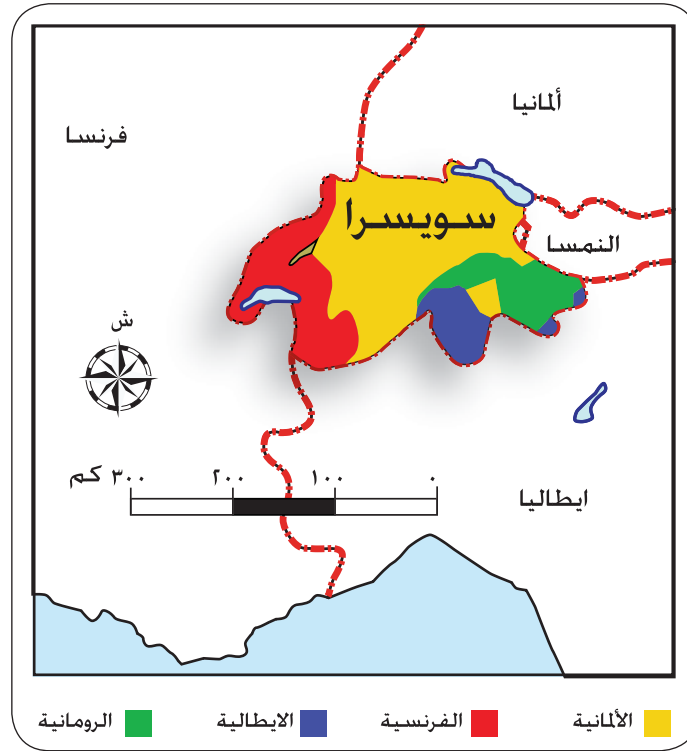 ألمانيا
فرنسا
سويسرا
النمسا
ش
٣٠٠ كم ٢٠٠ ١٠٠ ٠
ايطاليا
الألمانية الفرنسية الايطالية الرومانية